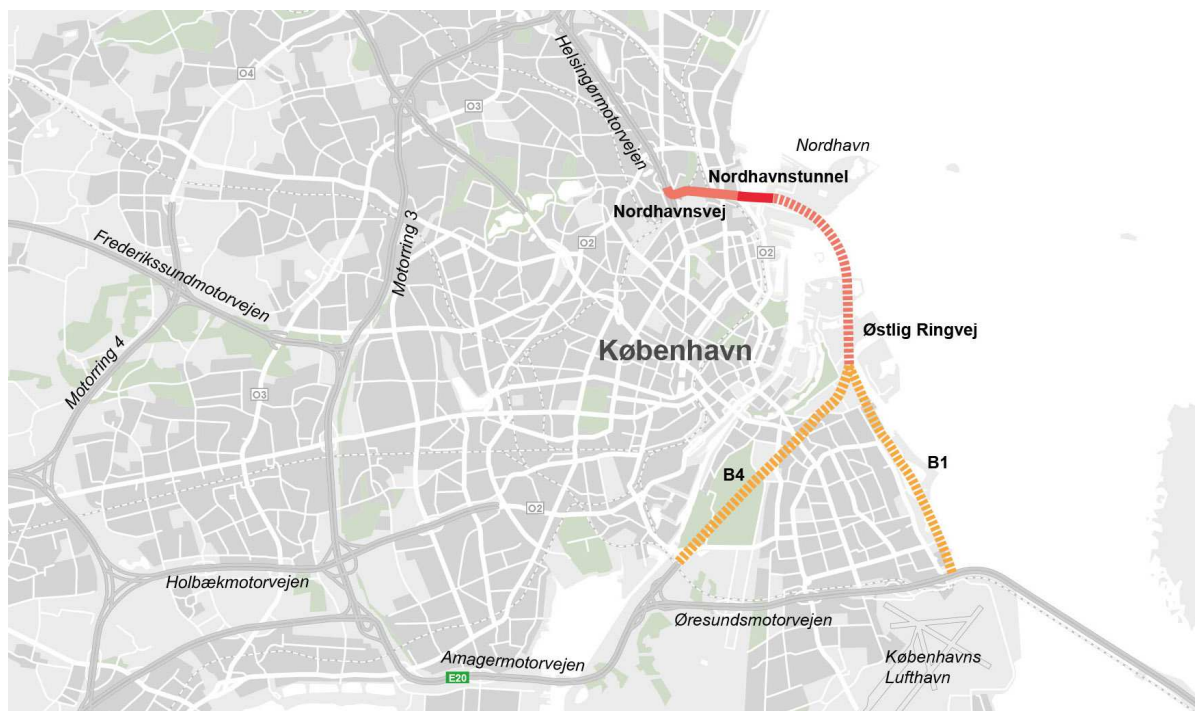 O4
O3
Helsingørmotorvejen
Nordhavn
Nordhavnstunnel
Nordhavnsvej
O2
O2
Motorring 3
Frederikssundmotorvejen
Østlig Ringvej
København
Motorring 4
O3
B4
B1
O2
Holbækmotorvejen
Øresundsmotorvejen
Amagermotorvejen
E20
Københavns
Lufthavn